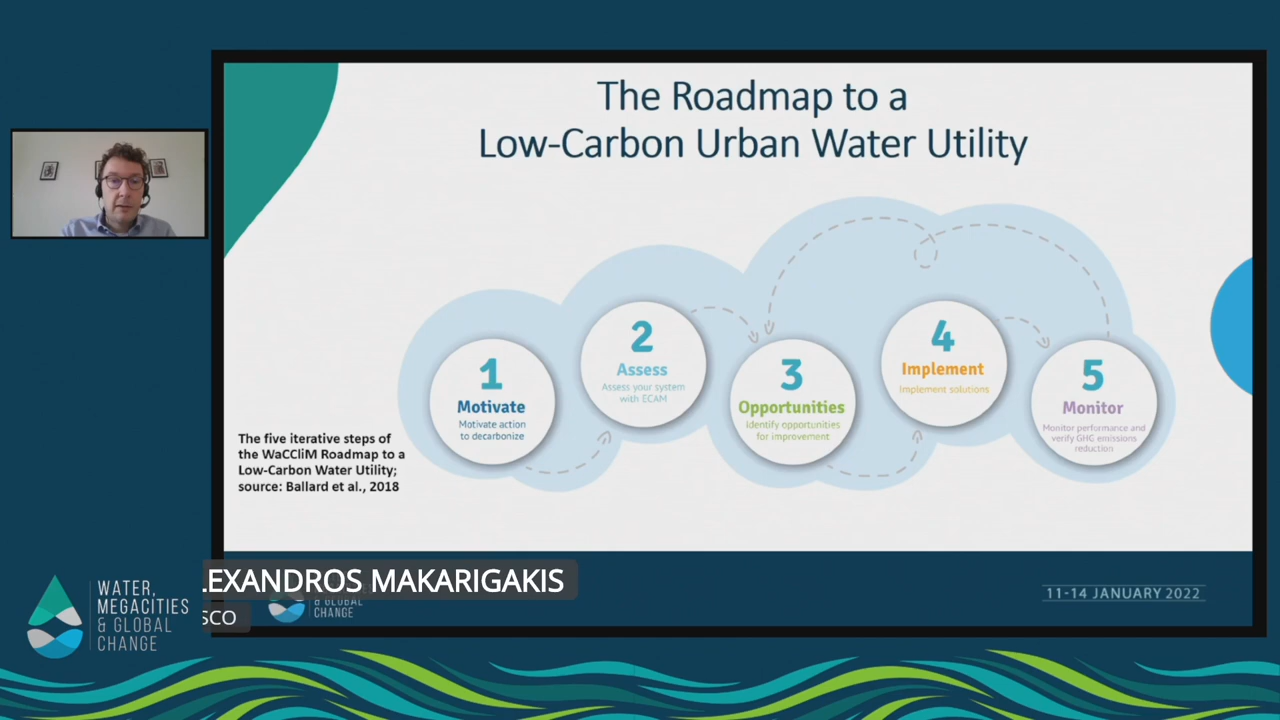 The Roadmap to a
Low-Carbon Urban Water Utility
1
Motivate
Motivate action
to decarbonize
2
Assess
Assess your system
with ECAM
3
Opportunities
Identify opportunities
for improvement
4
Implement
Implement solutions
5
Monitor
Monitor performance and
verify GHG emissions
reduction
The five iterative steps of
the WaCCliM Roadmap to a
Low-Carbon Water Utility;
source: Ballard et al., 2018
LEXANDROS MAKARIGAKIS
SCO
& GLOBAL
CHANGE
11-14 JANUARY 2022
WATER,
MEGACITIES
& GLOBAL
CHANGE